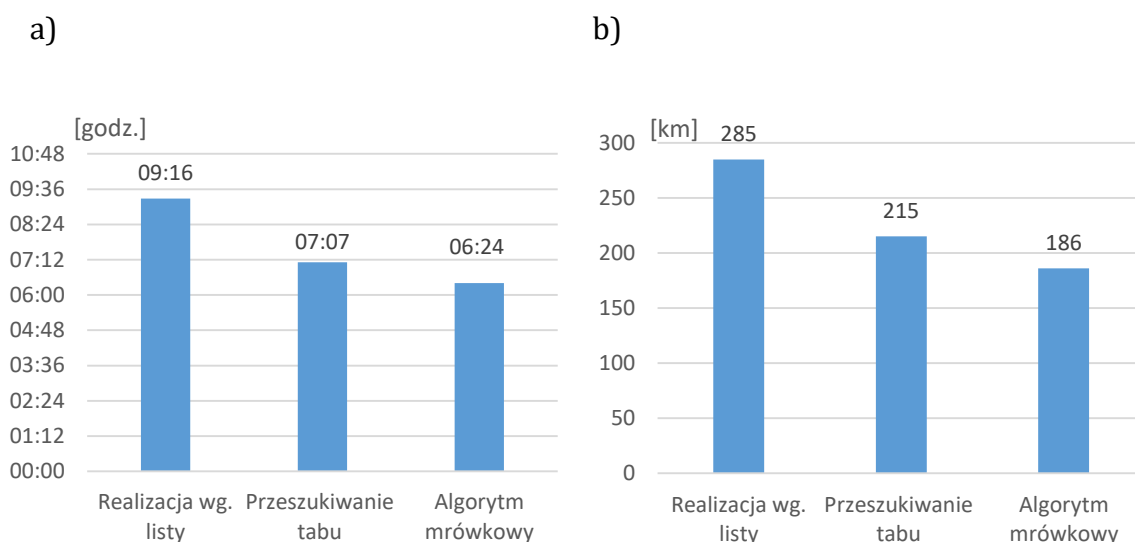 a)
[godz.]
10:48
09:36
08:24
07:12
06:00
04:48
03:36
02:24
01:12
00:00
09:16
07:07
06:24
Realizacja wg.
listy
Przeszukiwanie
tabu
Algorytm
mrówkowy
b)
[km]
300
250
200
150
100
50
0
285
215
186
Realizacja wg.
listy
Przeszukiwanie
tabu
Algorytm
mrówkowy